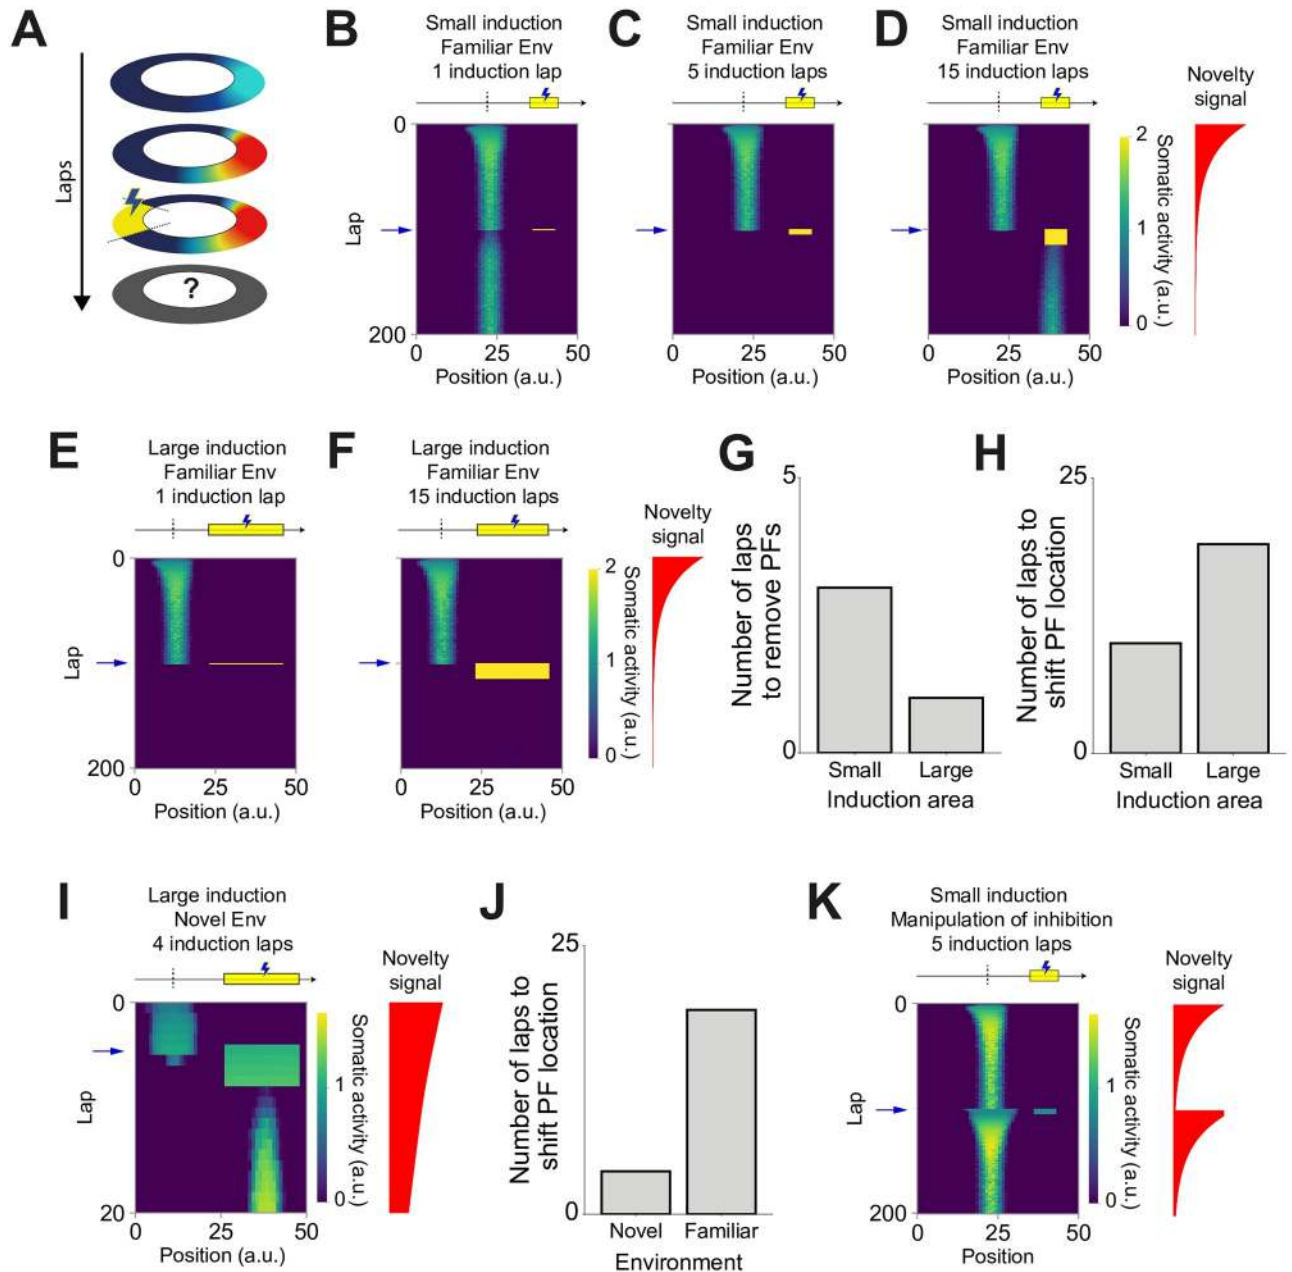 A
Laps
?
B
Small induction
Familiar Env
1 induction lap
0
Lap
200
0
25
50
Position (a.u.)
C
Small induction
Familiar Env
5 induction laps
0
25
50
Position (a.u.)
D
Small induction
Familiar Env
15 induction laps
0
25
50
Position (a.u.)
2
1
0
Somatic activity (a.u.)
Novelty
signal
E
Large induction
Familiar Env
1 induction lap
0
Lap
200
0
25
50
Position (a.u.)
F
Large induction
Familiar Env
15 induction laps
0
25
50
Position (a.u.)
2
1
0
Somatic activity (a.u.)
Novelty
signal
G
5
0
Number of laps
to remove PFs
Small
Large
Induction area
H
25
0
Number of laps to
shift PF location
Small
Large
Induction area
I
Large induction
Novel Env
4 induction laps
0
Lap
20
0
25
50
Position (a.u.)
1
0
Somatic activity (a.u.)
Novelty
signal
J
25
0
Number of laps to
shift PF location
Novel
Familiar
Environment
K
Small induction
Manipulation of inhibition
5 induction laps
0
Lap
200
0
25
50
Position
1
0
Somatic activity (a.u.)
Novelty
signal